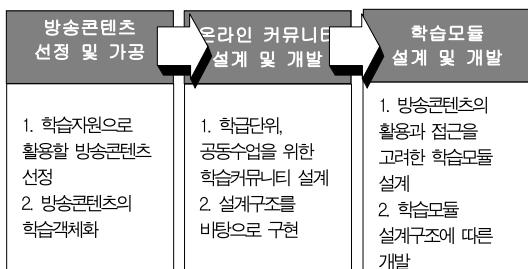 방송콘텐츠
선정 및 가공
온라인 커뮤니티
설계 및 개발
학습모듈
설계 및 개발
1. 학습자원으로
활용할 방송콘텐츠
선정
2. 방송콘텐츠의
학습객체화
1. 학급단위,
공동수업을 위한
학습커뮤니티 설계
2. 설계구조를
바탕으로 구현
1. 방송콘텐츠의
활용과 접근을
고려한 학습모듈
설계
2. 학습모듈
설계구조에 따른
개발